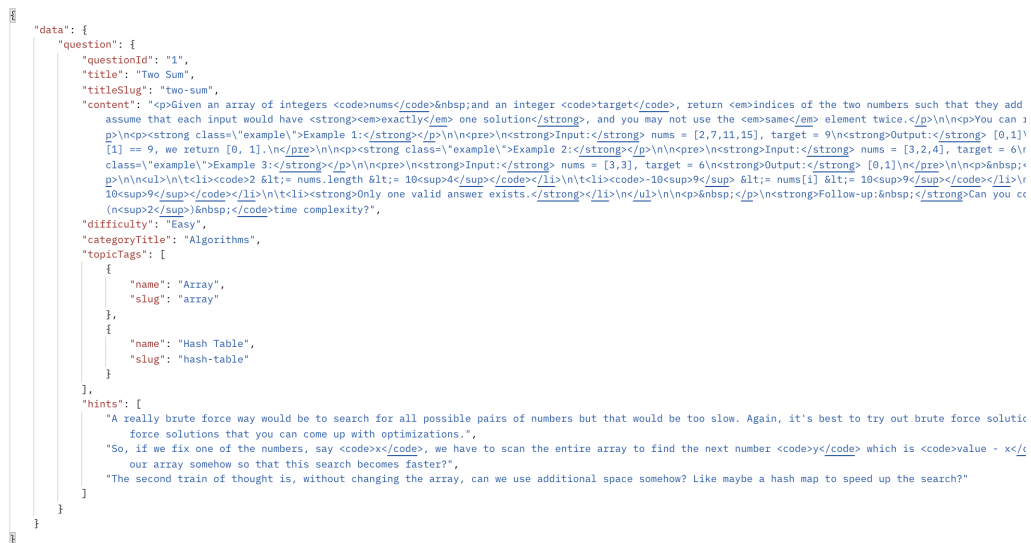 {
"data": {
"question": {
"questionId": "1",
"title": "Two Sum",
"titleSlug": "two-sum",
"content": "<p>Given an array of integers <code>nums</code>&nbsp;and an integer <code>target</code>, return <em>indices of the two numbers such that they add
assume that each input would have <strong><em>exactly</em> one solution</strong>, and you may not use the <em>same</em> element twice.</p>\n\n<p>You can
p>\n<p><strong class=\"example\">Example 1:</strong></p>\n\n<pre>\n<strong>Input:</strong> nums = [2,7,11,15], target = 9\n<strong>Output:</strong> [0,1]\
[1] == 9, we return [0, 1].\n</pre>\n\n<p><strong class=\"example\">Example 2:</strong></p>\n\n<pre>\n<strong>Input:</strong> nums = [3,2,4], target = 6\n
class=\"example\">Example 3:</strong></p>\n\n<pre>\n<strong>Input:</strong> nums = [3,3], target = 6\n<strong>Output:</strong> [0,1]\n</pre>\n\n<p>&nbsp;<
p>\n\n<ul>\n\t<li><code>2 &lt;= nums.length &lt;= 10<sup>4</sup></code></li>\n\t<li><code>-10<sup>9</sup> &lt;= nums[i] &lt;= 10<sup>9</sup></code></li>\n
10<sup>9</sup></code></li>\n\t<li><strong>Only one valid answer exists.</strong></li>\n</ul>\n\n<p>&nbsp;</p>\n<strong>Follow-up:&nbsp;</strong>Can you co
(n<sup>2</sup>)&nbsp;</code>time complexity?",
"difficulty": "Easy",
"categoryTitle": "Algorithms",
"topicTags": [
{
"name": "Array",
"slug": "array"
},
{
"name": "Hash Table",
"slug": "hash-table"
}
],
"hints": [
"A really brute force way would be to search for all possible pairs of numbers but that would be too slow. Again, it's best to try out brute force solutio
force solutions that you can come up with optimizations.",
"So, if we fix one of the numbers, say <code>x</code>, we have to scan the entire array to find the next number <code>y</code> which is <code>value - x</c
our array somehow so that this search becomes faster?",
"The second train of thought is, without changing the array, can we use additional space somehow? Like maybe a hash map to speed up the search?"
]
}
}
}